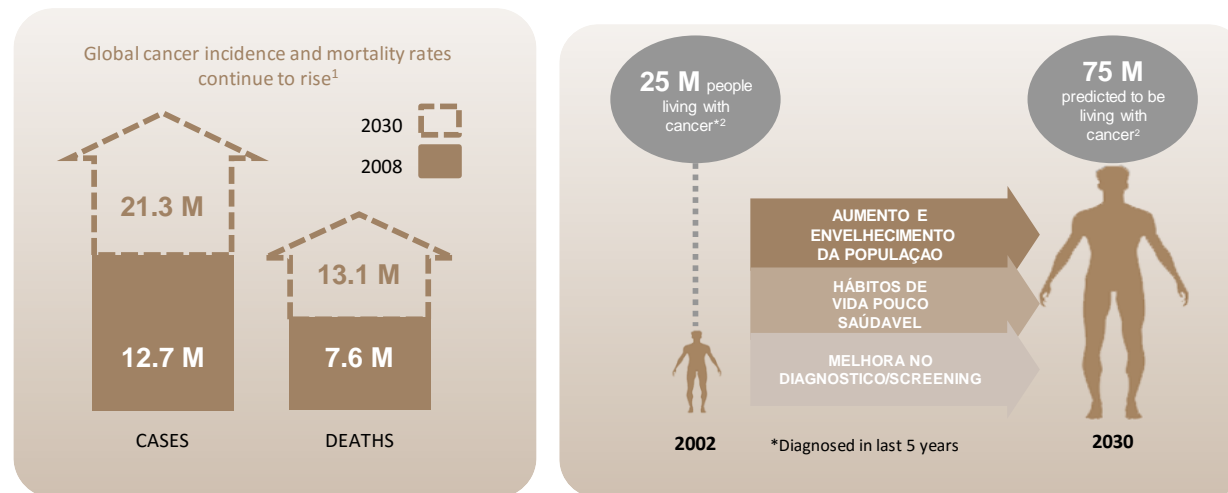 Global cancer incidence and mortality rates
continue to rise1
2030
2008
21.3 M
13.1 M
12.7 M
7.6 M
CASES
DEATHS
25 M people
living with
cancer*2
75 M
predicted to be
living with
cancer2
AUMENTO E
ENVELHECIMENTO
DA POPULAÇAO
HÁBITOS DE
VIDA POUCO
SAÚDAVEL
MELHORA NO
DIAGNOSTICO/SCREENING
2002
*Diagnosed in last 5 years
2030